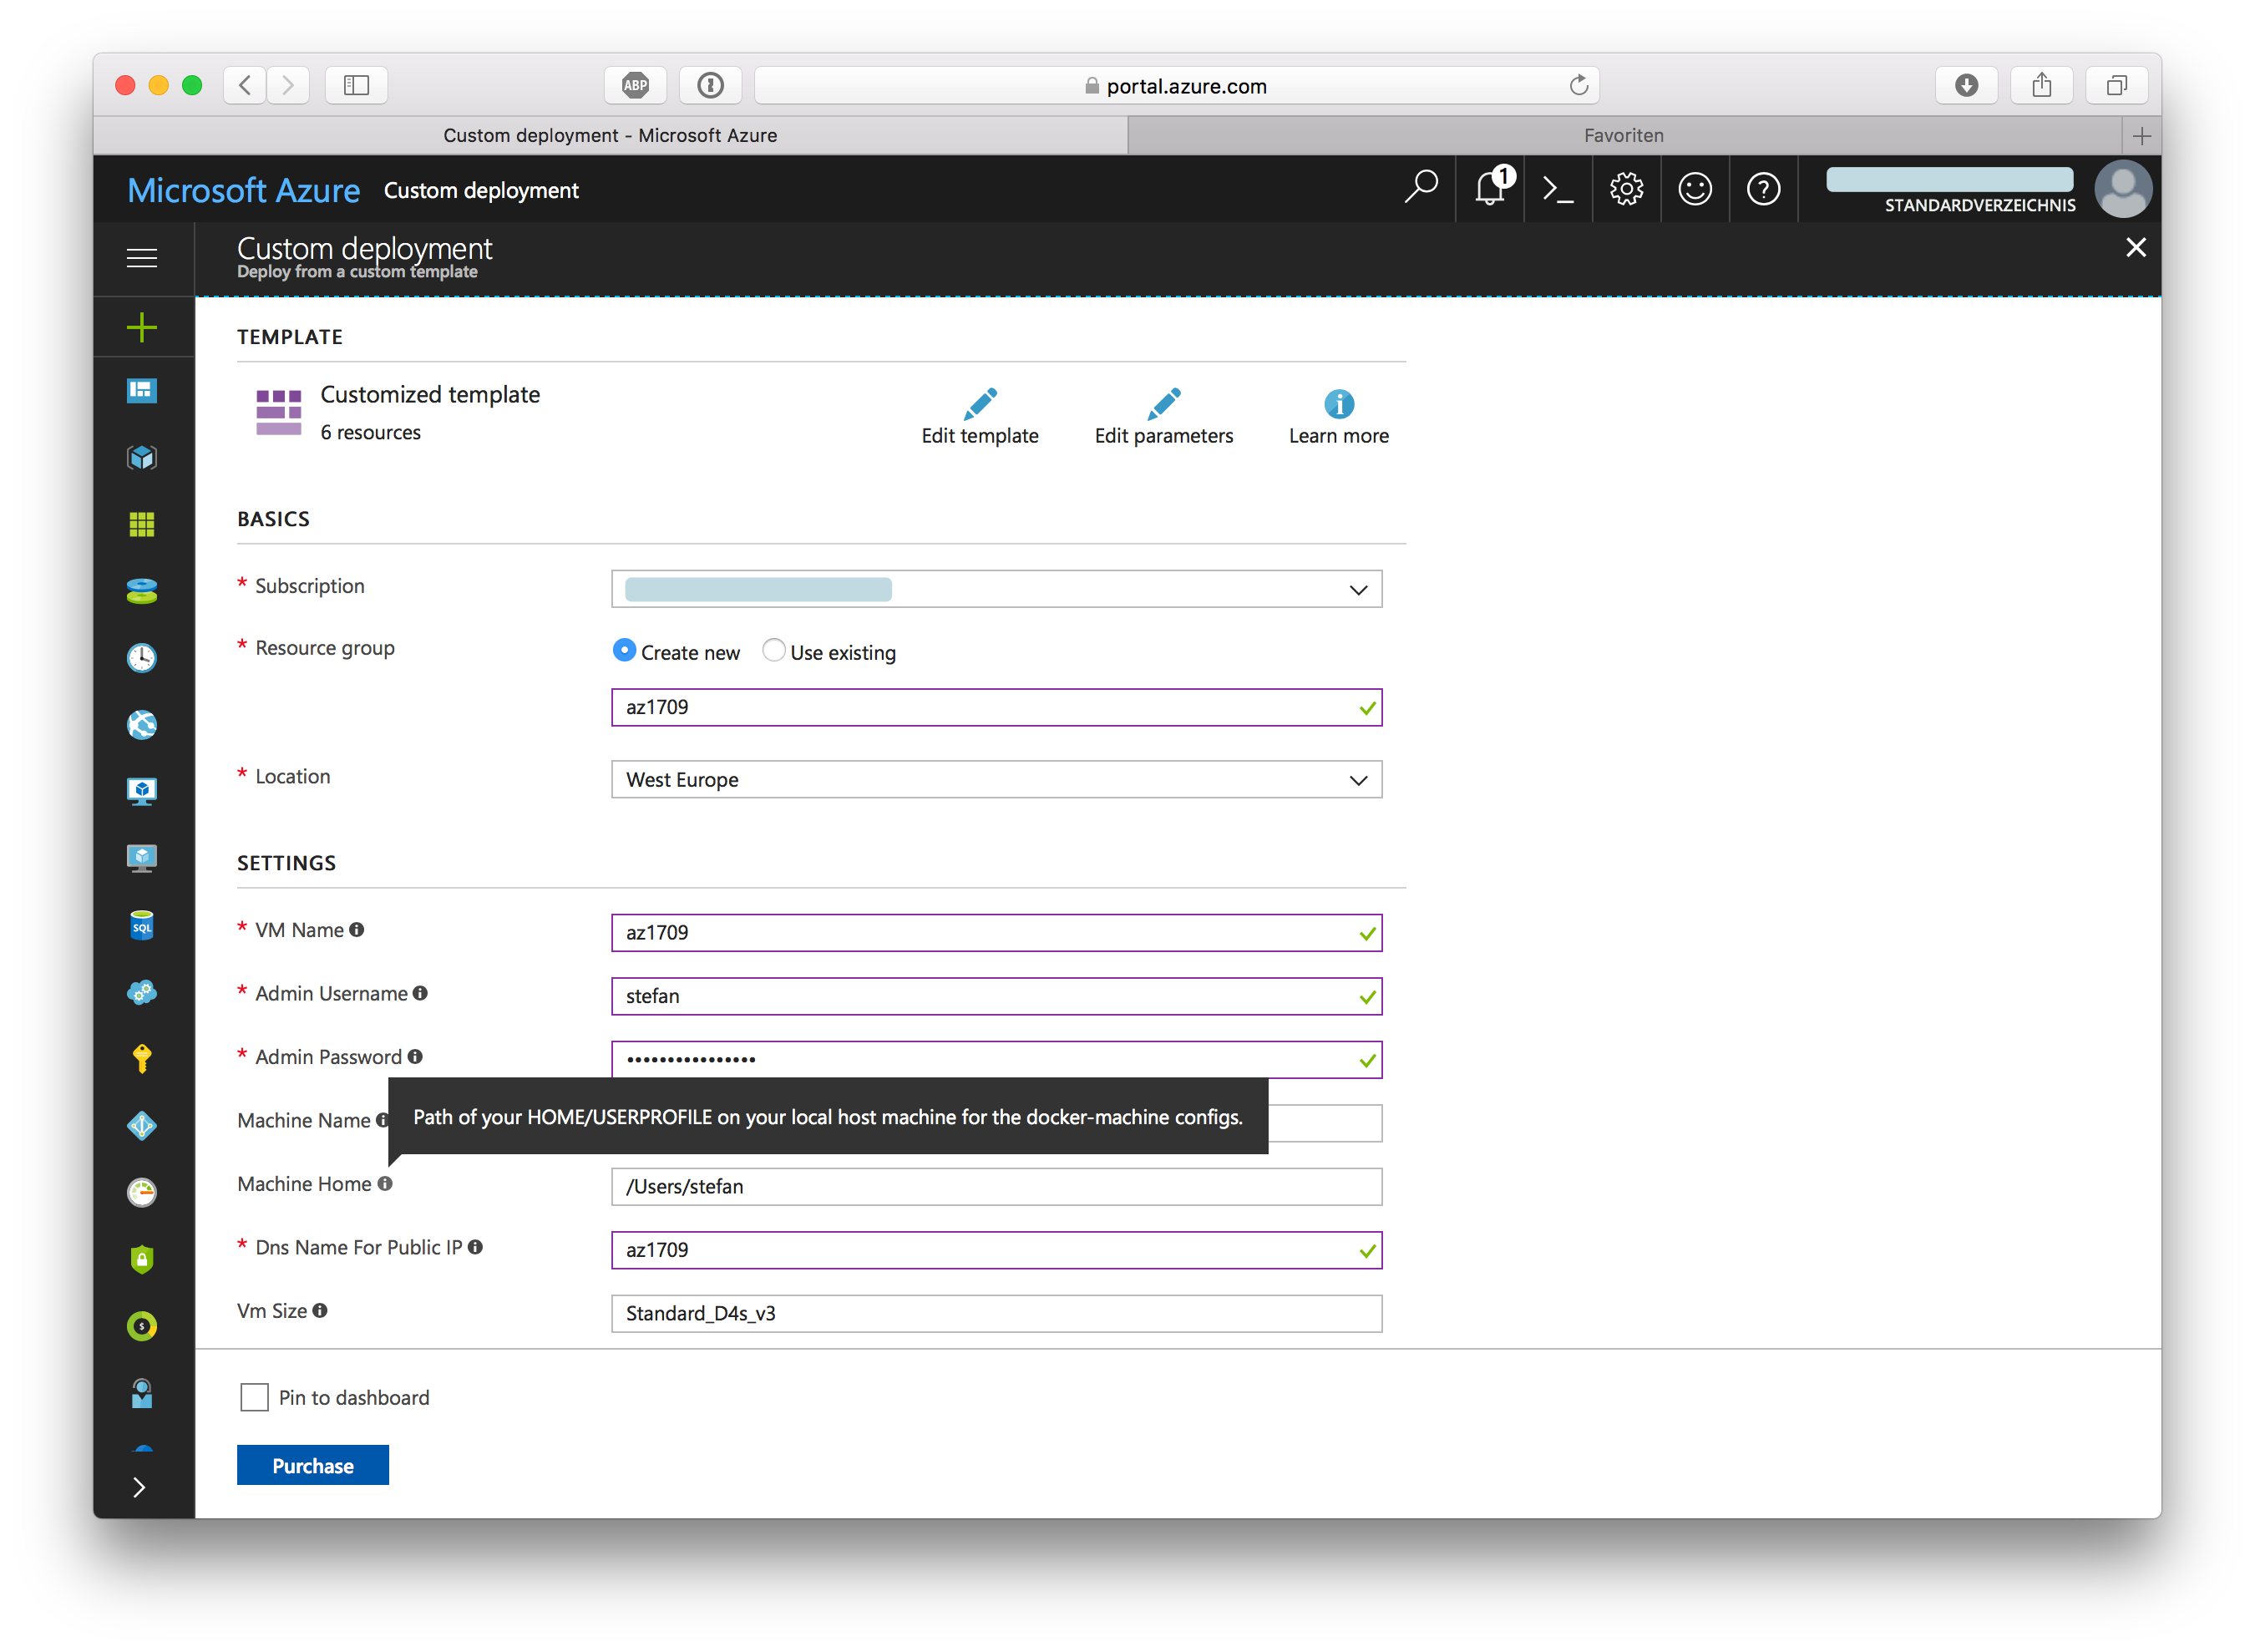 ABP
portal.azure.com
Custom deployment - Microsoft Azure
Favoriten
Microsoft Azure Custom deployment
1
STANDARDVERZEICHNIS
Custom deployment
Deploy from a custom template
TEMPLATE
Customized template
6 resources
Edit template
Edit parameters
Learn more
BASICS
* Subscription
* Resource group
Create new
Use existing
az1709
* Location
West Europe
SETTINGS
* VM Name
az1709
* Admin Username
stefan
* Admin Password
••••••••••••••••
Machine Name
Path of your HOME/USERPROFILE on your local host machine for the docker-machine configs.
Machine Home
/Users/stefan
* Dns Name For Public IP
az1709
Vm Size
Standard_D4s_v3
SQL
Pin to dashboard
Purchase